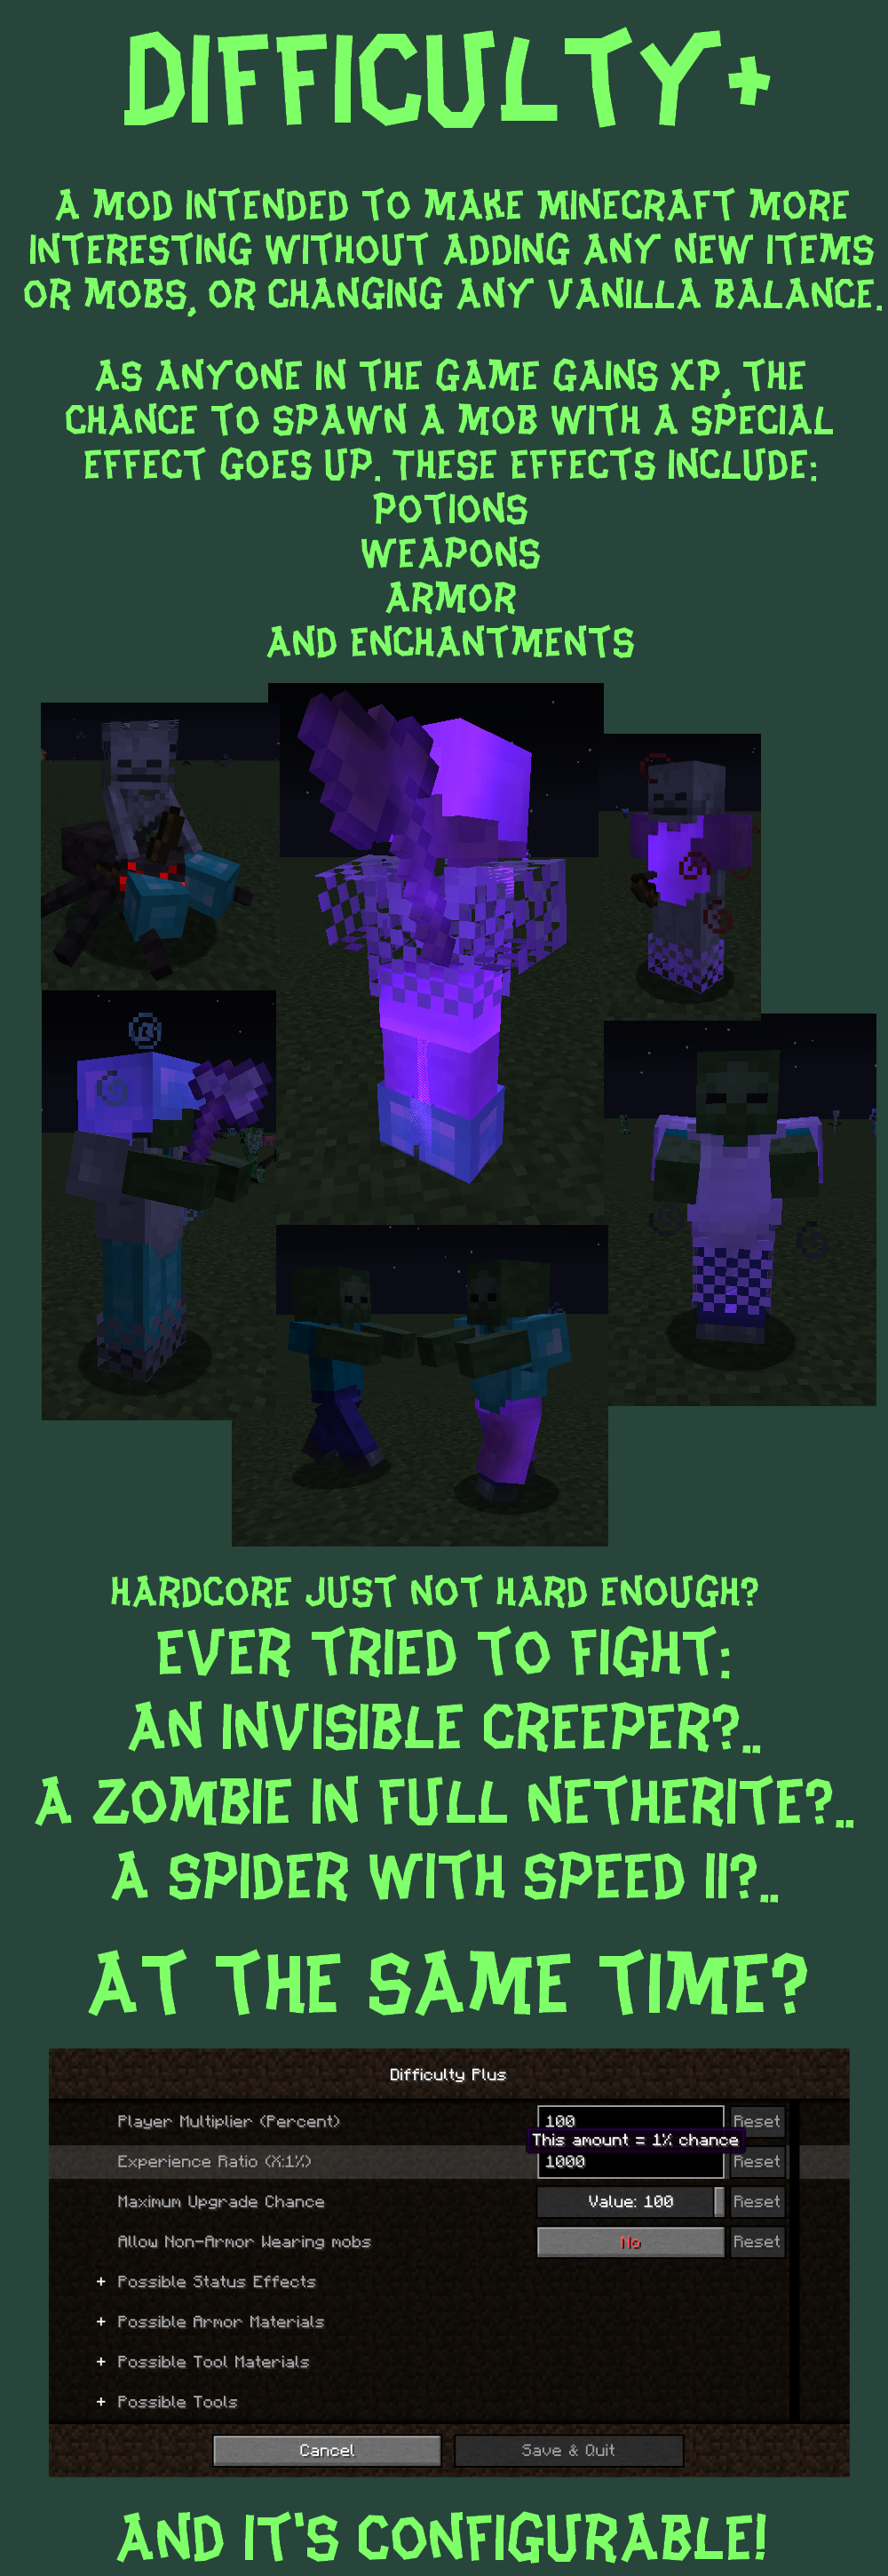 DIFFICULTY+
A MOD INTENDED TO MAKE MINECRAFT MORE
INTERESTING WITHOUT ADDING ANY NEW ITEMS
OR MOBS, OR CHANGING ANY VANILLA BALANCE.
AS ANYONE IN THE GAME GAINS XP, THE
CHANCE TO SPAWN A MOB WITH A SPECIAL
EFFECT GOES UP. THESE EFFECTS INCLUDE:
POTIONS
WEAPONS
ARMOR
AND ENCHANTMENTS
HARDCORE JUST NOT HARD ENOUGH?
EVER TRIED TO FIGHT:
AN INVISIBLE CREEPER?..
A ZOMBIE IN FULL NETHERITE?..
A SPIDER WITH SPEED II?..
AT THE SAME TIME?
Difficulty Plus
Player Multiplier (Percent) 100 Reset
This amount = 1% chance
Experience Ratio (X:1%) 1000 Reset
Maximum Upgrade Chance Value: 100 Reset
Allow Non-Armor Wearing mobs No Reset
+ Possible Status Effects
+ Possible Armor Materials
+ Possible Tool Materials
+ Possible Tools
Cancel Save & Quit
AND IT'S CONFIGURABLE!